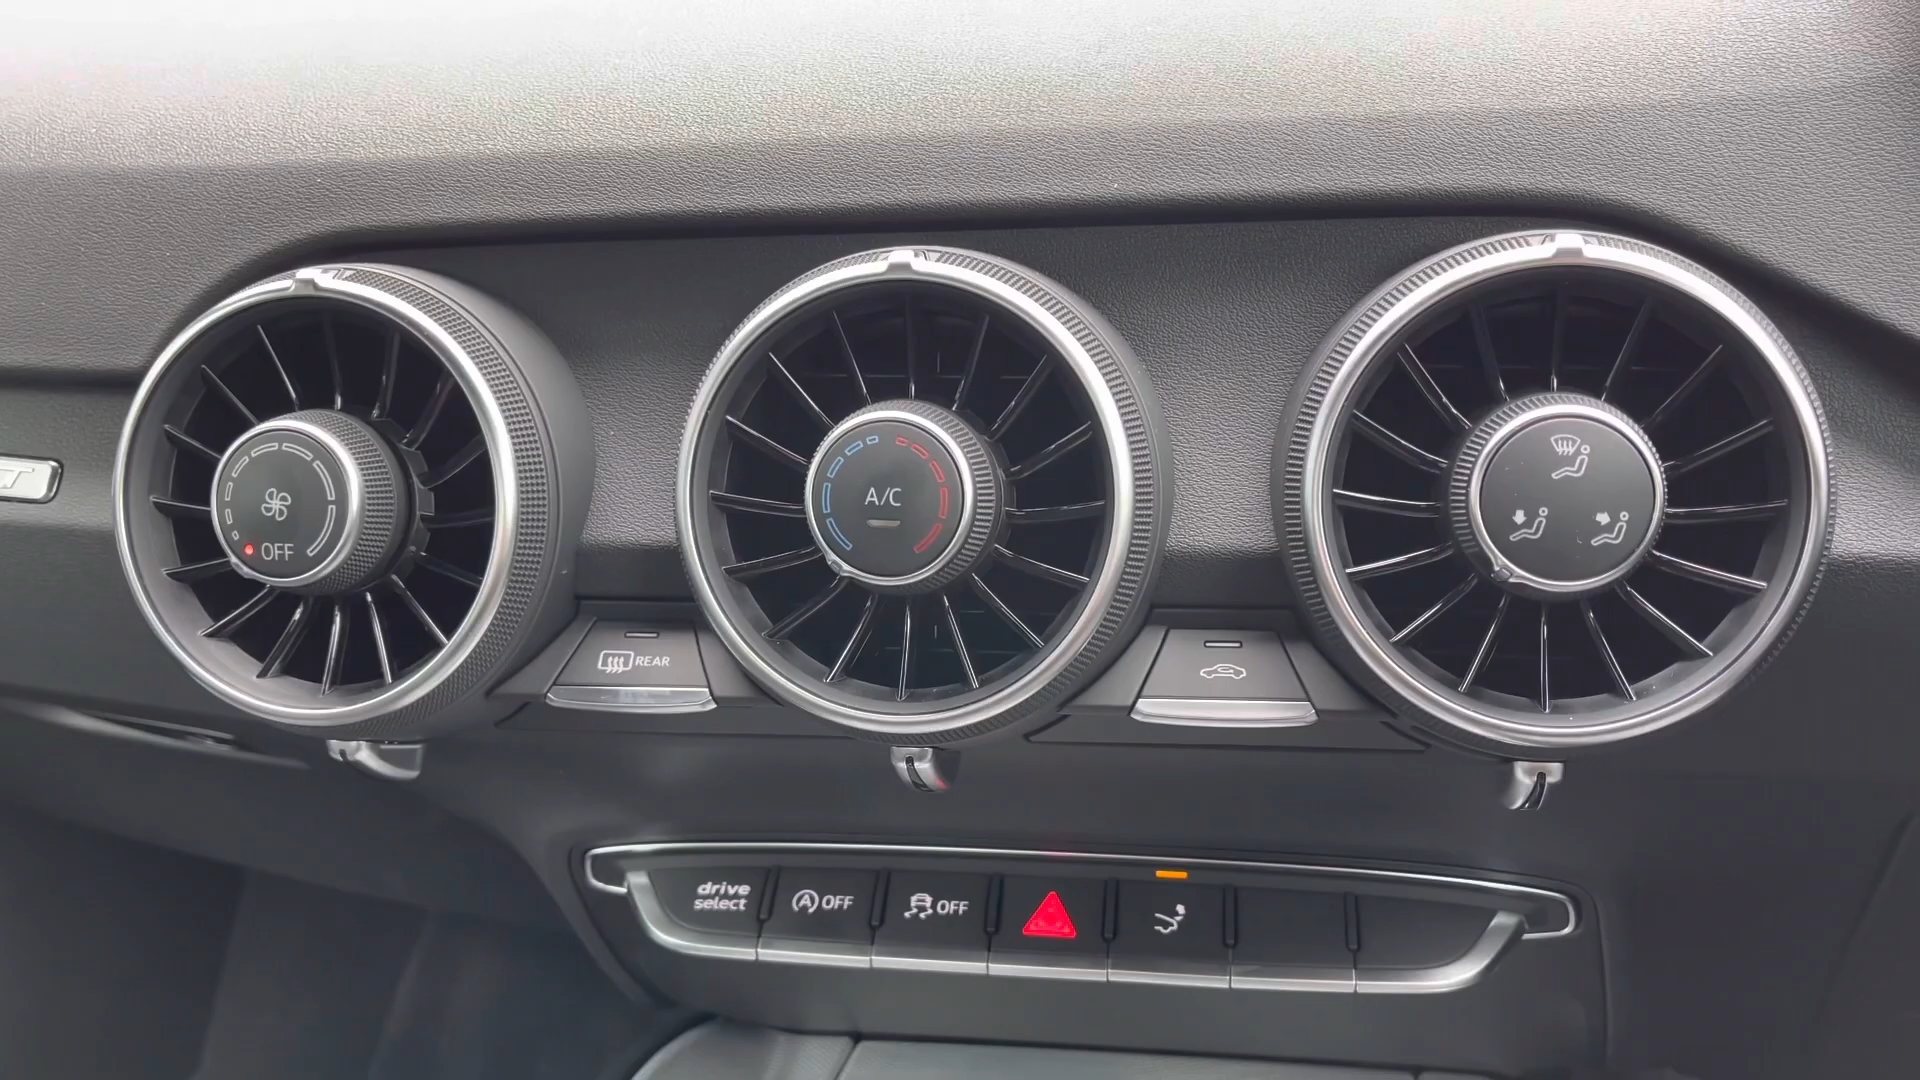 OFF
A/C
REAR
drive
select
A OFF
OFF